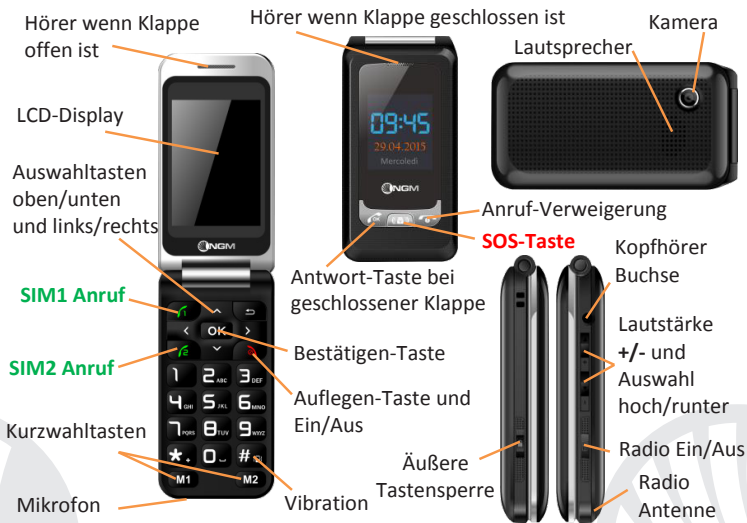 Hörer wenn Klappe
offen ist
Hörer wenn Klappe geschlossen ist
Kamera
Lautsprecher
LCD-Display
09:45
29.04.2015
Mercoledì
NGM
Auswahltasten
oben/unten
und links/rechts
NGM
Anruf-Verweigerung
SOS-Taste
Antwort-Taste bei
geschlossener Klappe
Kopfhörer
Buchse
SIM1 Anruf
OK
SIM2 Anruf
Bestätigen-Taste
Lautstärke
+/- und
Auswahl
hoch/runter
1 2 ABC 3 DEF
4 GHI 5 JKL 6 MNO
7 PQRS 8 TUV 9 WXYZ
*. 0 #
M1 M2
Auflegen-Taste und
Ein/Aus
Kurzwahltasten
Mikrofon
Vibration
Äußere
Tastensperre
Radio Ein/Aus
Radio
Antenne